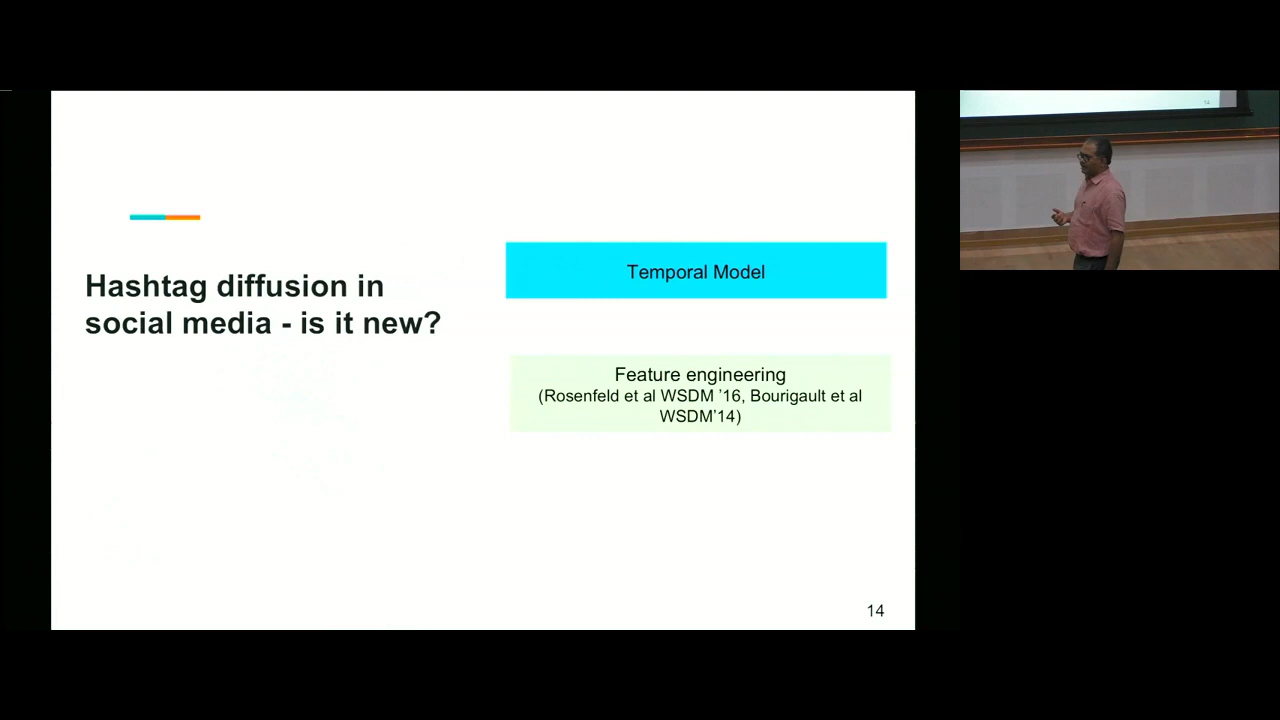 Hashtag diffusion in
social media - is it new?
Temporal Model
Feature engineering
(Rosenfeld et al WSDM ’16, Bourigault et al
WSDM’14)
14
14